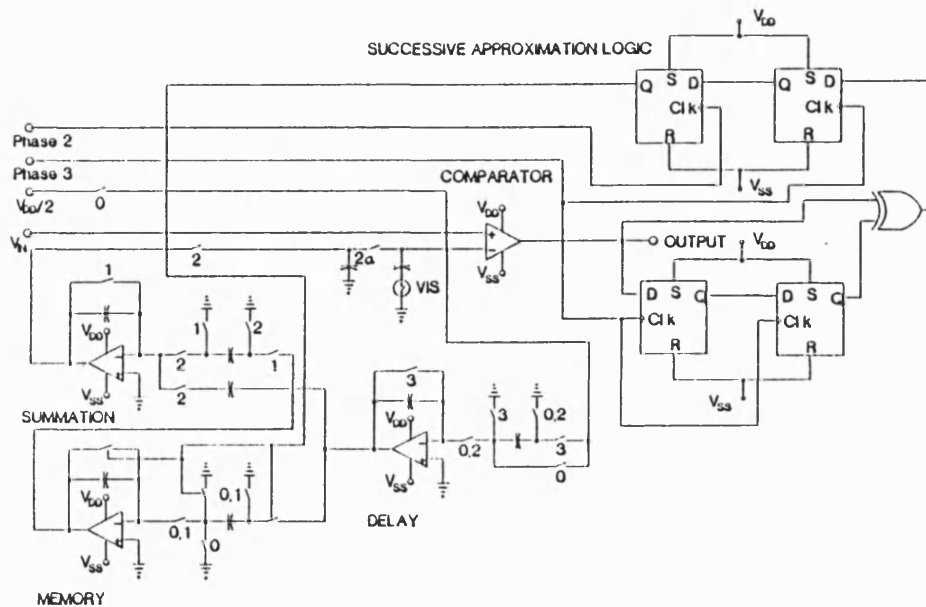 V_DD
SUCCESSIVE APPROXIMATION LOGIC
Q S D
Clk
R
Q S D
Clk
R
V_SS
Phase 2
Phase 3
V_DD/2
0
V_IN
COMPARATOR
V_DD
+
-
V_SS
2
2a
VIS
OUTPUT
V_DD
D S Q
Clk
R
D S Q
Clk
R
V_SS
1
V_DD
V_SS
2
1
2
1
2
SUMMATION
3
V_DD
V_SS
0,2
3
0,2
3
0
DELAY
V_DD
V_SS
0,1
0,1
0
MEMORY